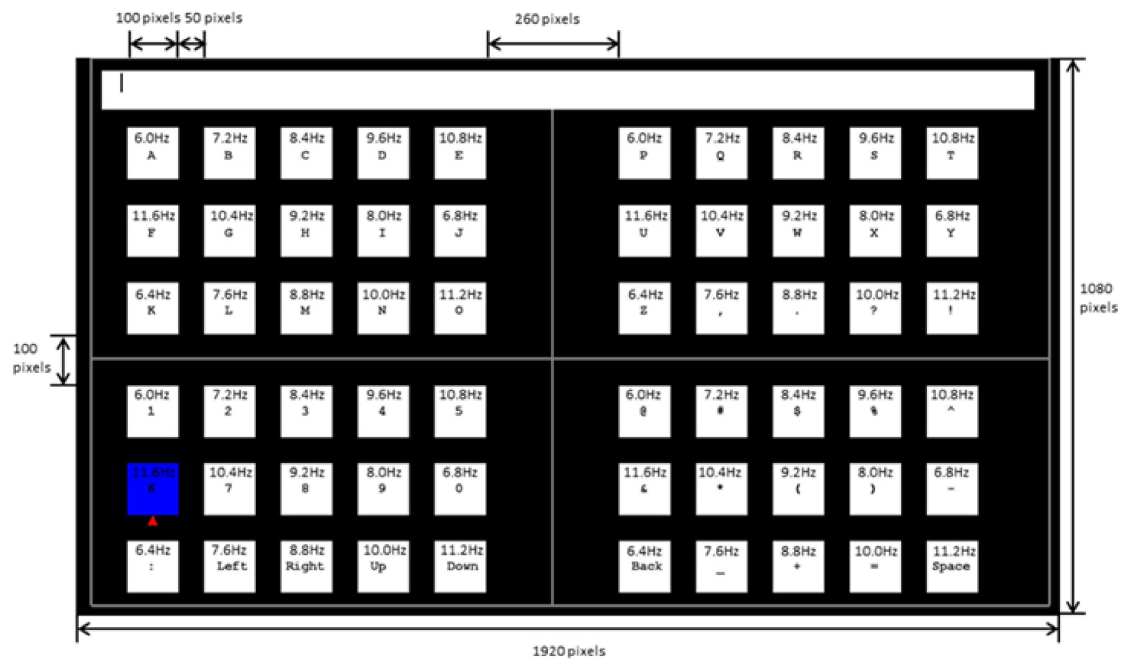 100 pixels 50 pixels 260 pixels
6.0Hz 7.2Hz 8.4Hz 9.6Hz 10.8Hz 6.0Hz 7.2Hz 8.4Hz 9.6Hz 10.8Hz
A B C D E P Q R S T
11.6Hz 10.4Hz 9.2Hz 8.0Hz 6.8Hz 11.6Hz 10.4Hz 9.2Hz 8.0Hz 6.8Hz
F G H I J U V W X Y
6.4Hz 7.6Hz 8.8Hz 10.0Hz 11.2Hz 6.4Hz 7.6Hz 8.8Hz 10.0Hz 11.2Hz
K L M N O Z , . ? !
1080
pixels
100
pixels
6.0Hz 7.2Hz 8.4Hz 9.6Hz 10.8Hz 6.0Hz 7.2Hz 8.4Hz 9.6Hz 10.8Hz
1 2 3 4 5 @ # $ % ^
11.6Hz 10.4Hz 9.2Hz 8.0Hz 6.8Hz 11.6Hz 10.4Hz 9.2Hz 8.0Hz 6.8Hz
6 7 8 9 0 & * ( ) -
6.4Hz 7.6Hz 8.8Hz 10.0Hz 11.2Hz 6.4Hz 7.6Hz 8.8Hz 10.0Hz 11.2Hz
: Left Right Up Down Back _ + = Space
1920 pixels